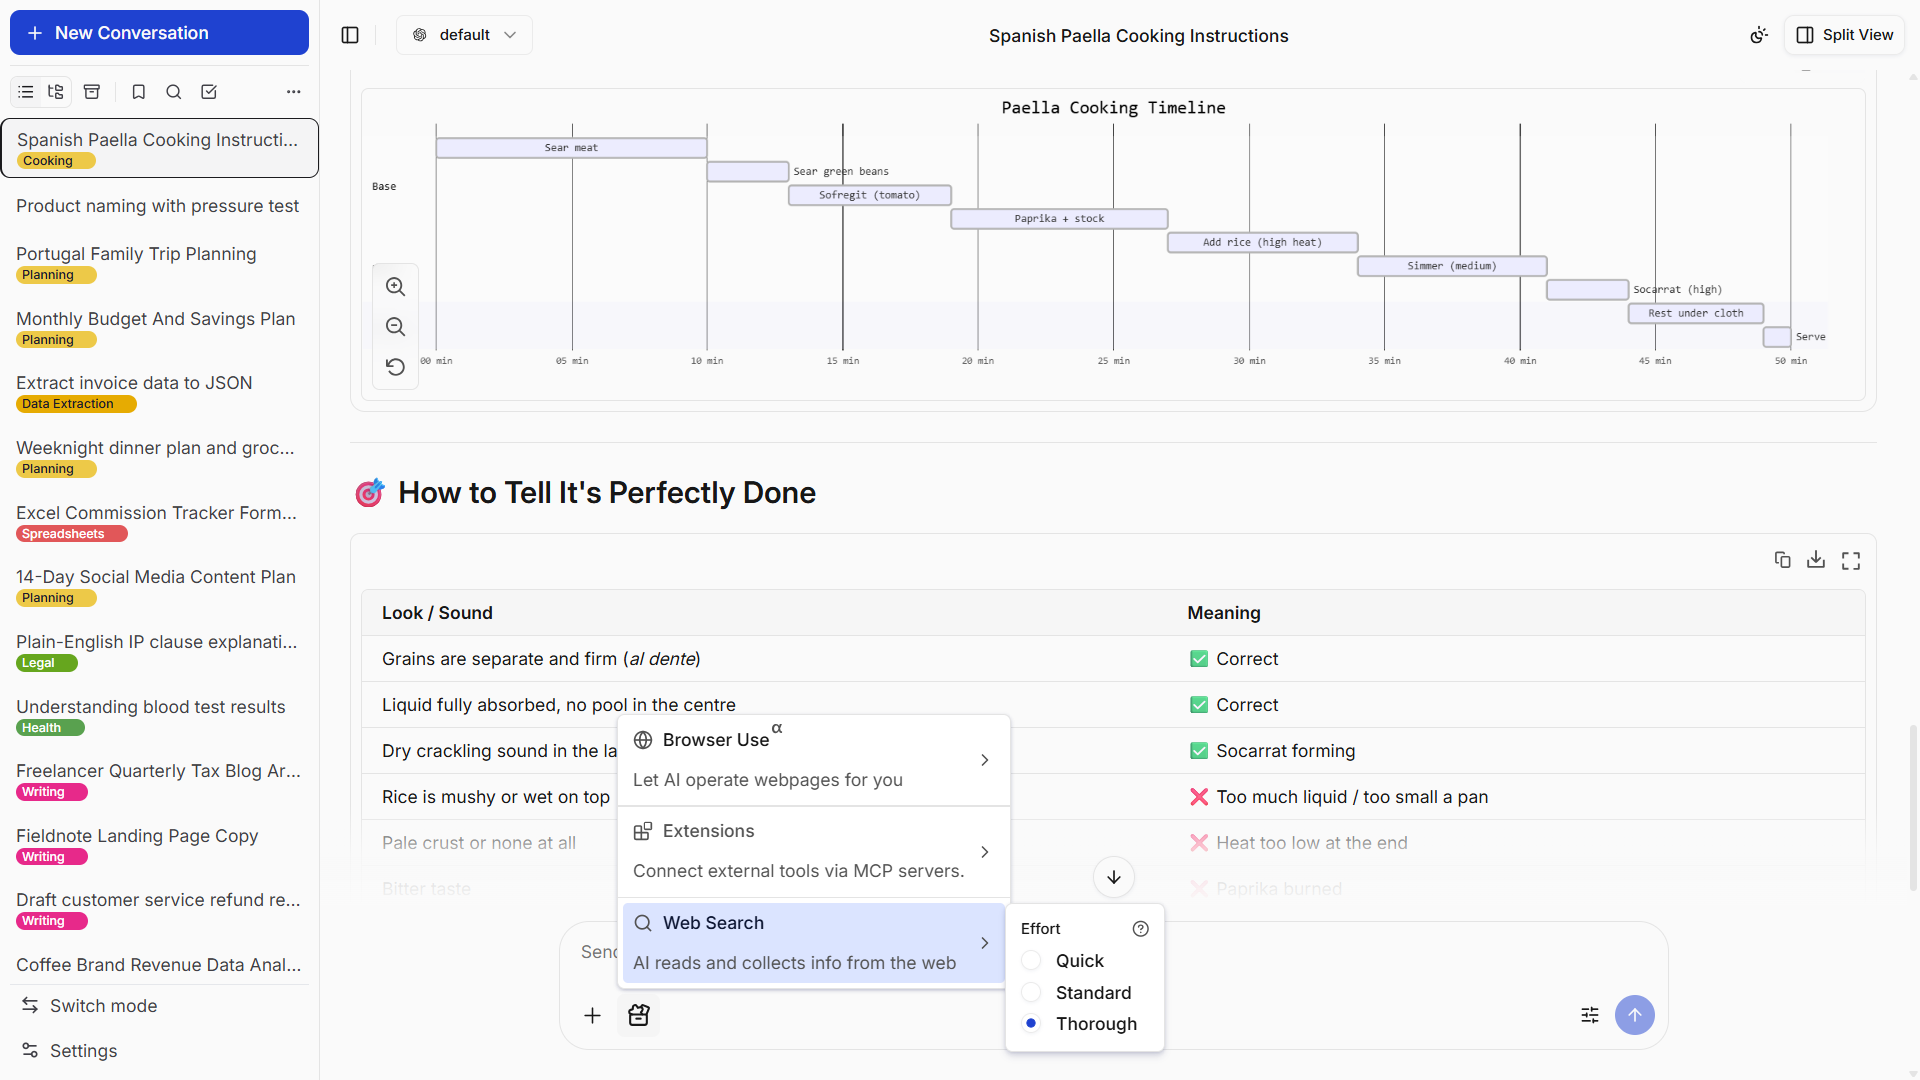 New Conversation
Spanish Paella Cooking Instructi...
Cooking
Product naming with pressure test
Portugal Family Trip Planning
Planning
Monthly Budget And Savings Plan
Planning
Extract invoice data to JSON
Data Extraction
Weeknight dinner plan and groc...
Planning
Excel Commission Tracker Form...
Spreadsheets
14-Day Social Media Content Plan
Planning
Plain-English IP clause explanati...
Legal
Understanding blood test results
Health
Freelancer Quarterly Tax Blog Ar...
Writing
Fieldnote Landing Page Copy
Writing
Draft customer service refund re...
Writing
Coffee Brand Revenue Data Anal...
Switch mode
Settings
default
Spanish Paella Cooking Instructions
Split View
Paella Cooking Timeline
Base
Sear meat
Sear green beans
Sofregit (tomato)
Paprika + stock
Add rice (high heat)
Simmer (medium)
Socarrat (high)
Rest under cloth
Serve
00 min 05 min 10 min 15 min 20 min 25 min 30 min 35 min 40 min 45 min 50 min
How to Tell It's Perfectly Done
Look / Sound Meaning
Grains are separate and firm (al dente) ✅ Correct
Liquid fully absorbed, no pool in the centre ✅ Correct
Dry crackling sound in the la ✅ Socarrat forming
Rice is mushy or wet on top ❌ Too much liquid / too small a pan
Pale crust or none at all ❌ Heat too low at the end
Bitter taste ❌ Paprika burned
Browser Use α
Let AI operate webpages for you
Extensions
Connect external tools via MCP servers.
Web Search
AI reads and collects info from the web
Effort
Quick
Standard
Thorough